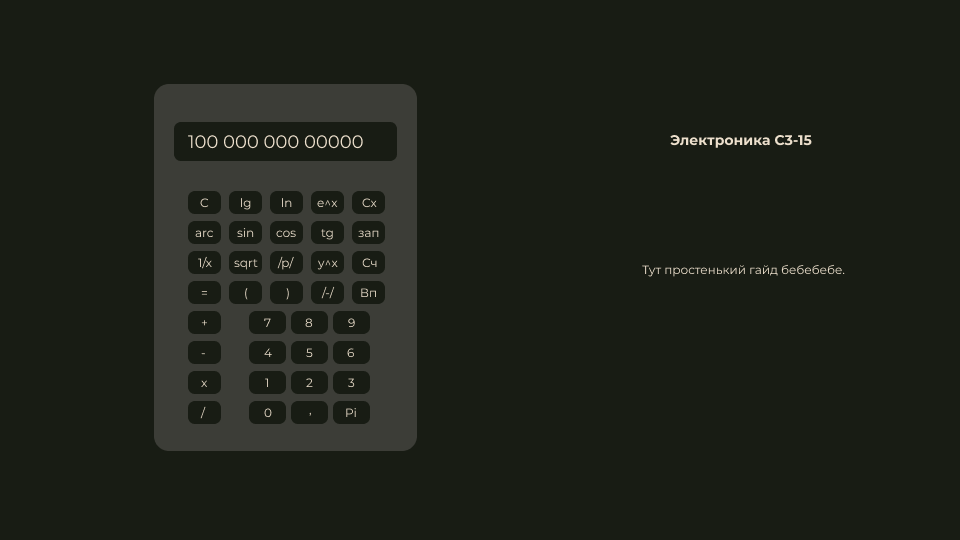 100 000 000 00000
C lg ln e^x Cx
arc sin cos tg зап
1/x sqrt /p/ y^x Cч
= ( ) /-/ Вп
+ 7 8 9
- 4 5 6
x 1 2 3
/ 0 , Pi
Электроника С3-15
Тут простенький гайд бебебебе.